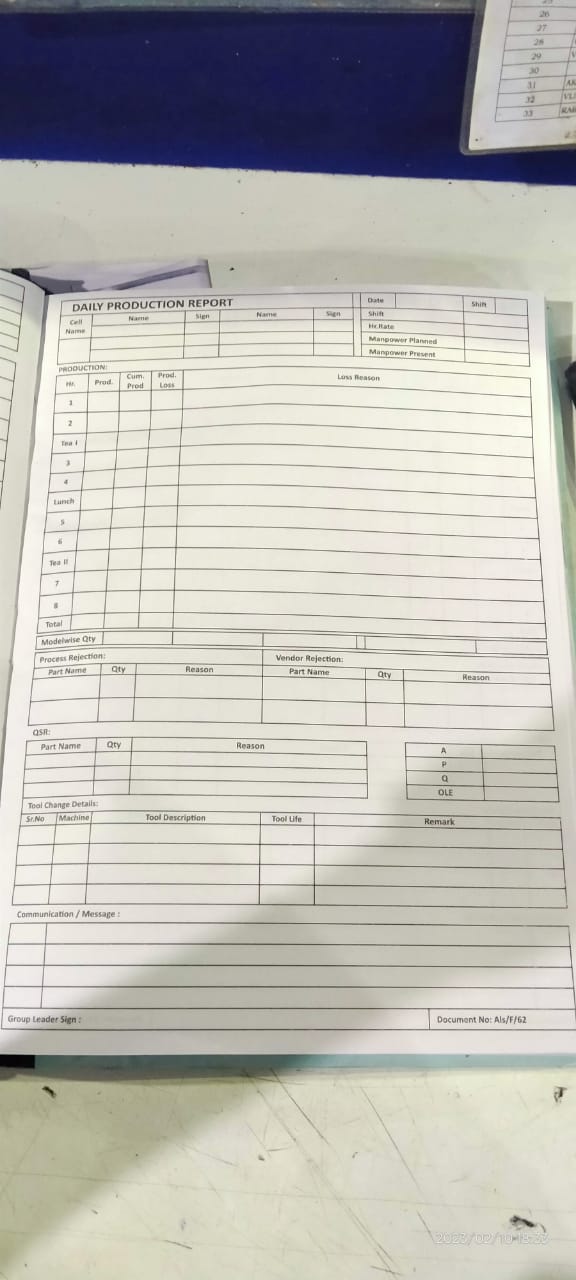 25
26
27
28
29
30
31
32
33
AK
VL
RA
DAILY PRODUCTION REPORT
Date
Shift
Cell Name
Name
Sign
Name
Sign
Shift
Hr.Rate
Manpower Planned
Manpower Present
PRODUCTION:
Hr.
Prod.
Cum. Prod
Prod. Loss
Loss Reason
1
2
Tea I
3
4
Lunch
5
6
Tea II
7
8
Total
Modelwise Qty
Process Rejection:
Vendor Rejection:
Part Name
Qty
Reason
Part Name
Qty
Reason
QSR:
Part Name
Qty
Reason
A
P
Q
OLE
Tool Change Details:
Sr.No
Machine
Tool Description
Tool Life
Remark
Communication / Message :
Group Leader Sign :
Document No: Als/F/62
2023/02/10 18:23